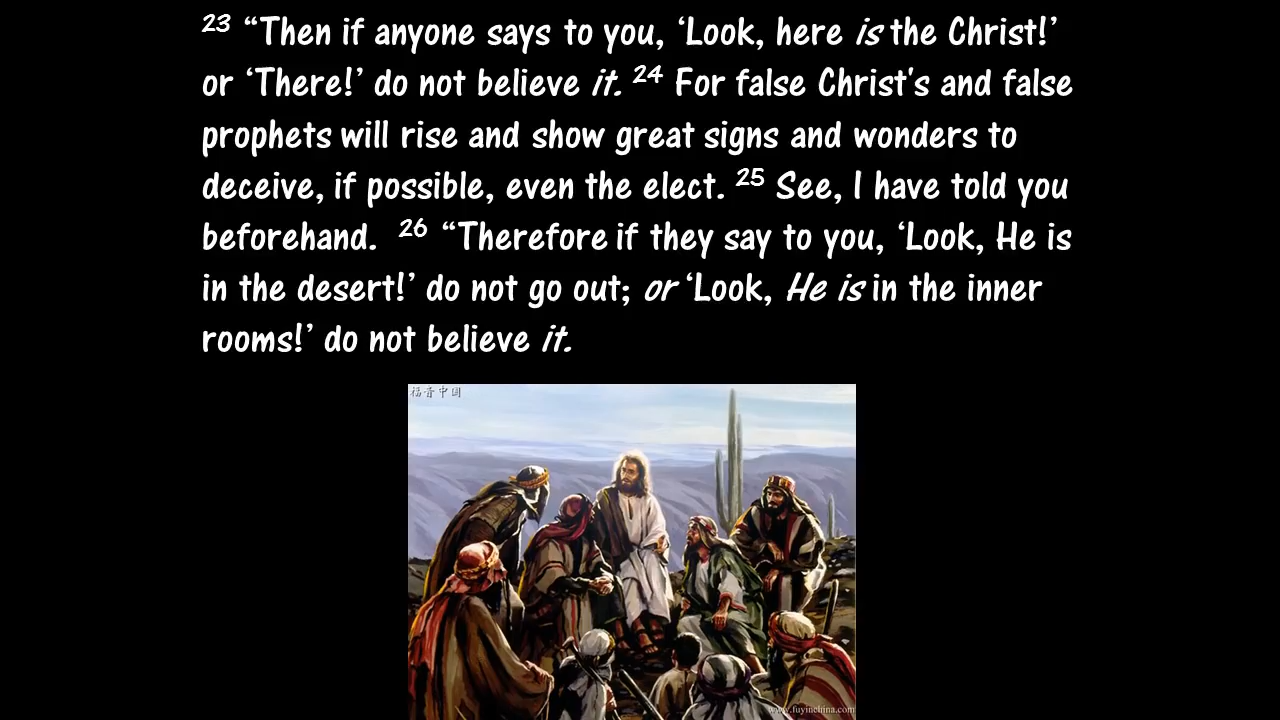 23 “Then if anyone says to you, ‘Look, here is the Christ!’
or ‘There!’ do not believe it. 24 For false Christ's and false
prophets will rise and show great signs and wonders to
deceive, if possible, even the elect. 25 See, I have told you
beforehand. 26 “Therefore if they say to you, ‘Look, He is
in the desert!’ do not go out; or ‘Look, He is in the inner
rooms!’ do not believe it.
福音中国
www.fuyinchina.com